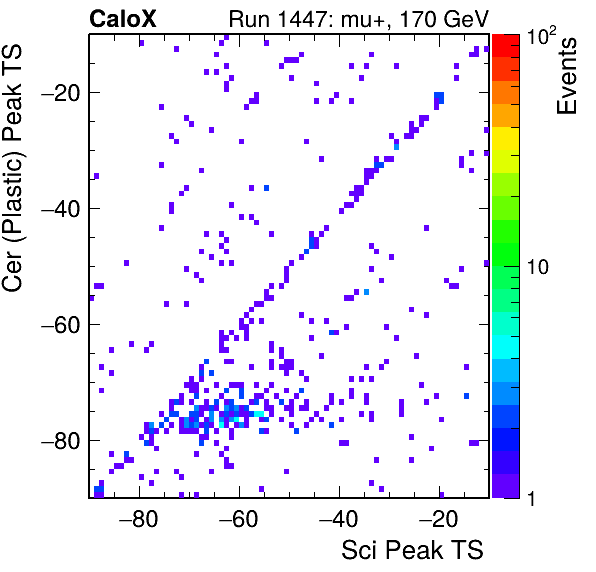 CaloX Run 1447: mu+, 170 GeV
Cer (Plastic) Peak TS
−20
−40
−60
−80
−80 −60 −40 −20
Sci Peak TS
10²
10
1
Events